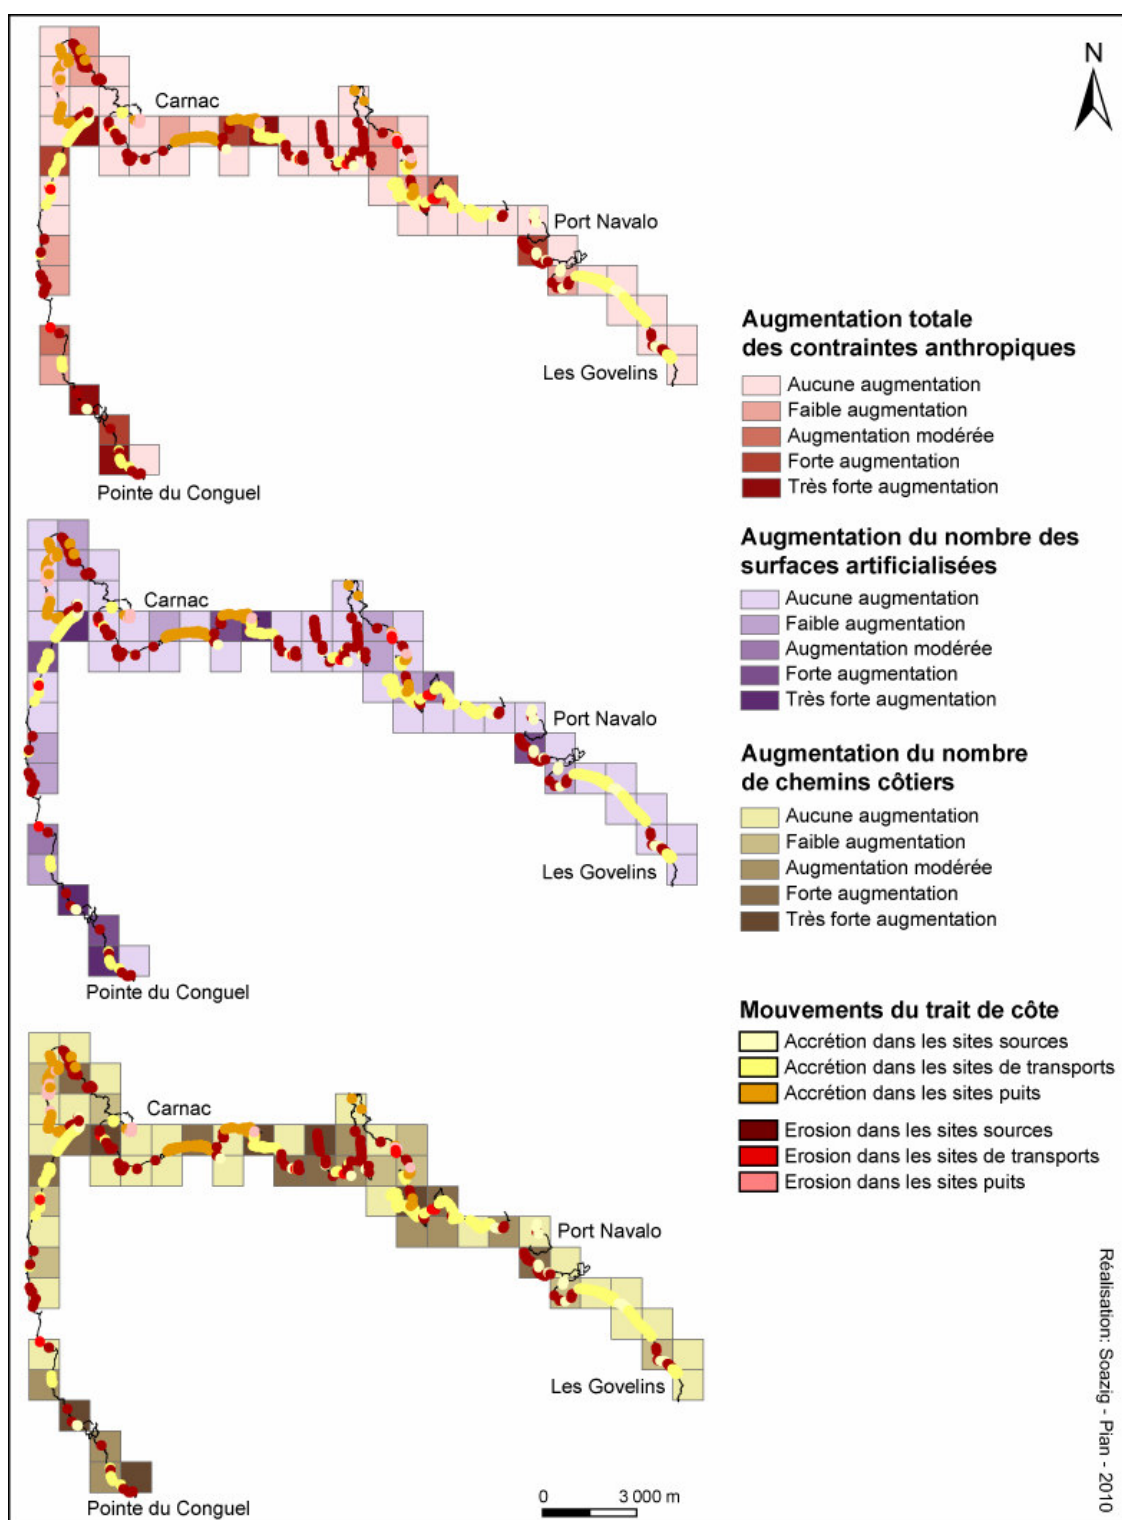 N
Carnac
Port Navalo
Les Govelins
Pointe du Conguel
Augmentation totale
des contraintes anthropiques
Aucune augmentation
Faible augmentation
Augmentation modérée
Forte augmentation
Très forte augmentation
Carnac
Port Navalo
Les Govelins
Pointe du Conguel
Augmentation du nombre des
surfaces artificialisées
Aucune augmentation
Faible augmentation
Augmentation modérée
Forte augmentation
Très forte augmentation
Augmentation du nombre
de chemins côtiers
Aucune augmentation
Faible augmentation
Augmentation modérée
Forte augmentation
Très forte augmentation
Mouvements du trait de côte
Accrétion dans les sites sources
Accrétion dans les sites de transports
Accrétion dans les sites puits
Erosion dans les sites sources
Erosion dans les sites de transports
Erosion dans les sites puits
Carnac
Port Navalo
Les Govelins
Pointe du Conguel
0 3 000 m
Réalisation: Soazig - Pian - 2010